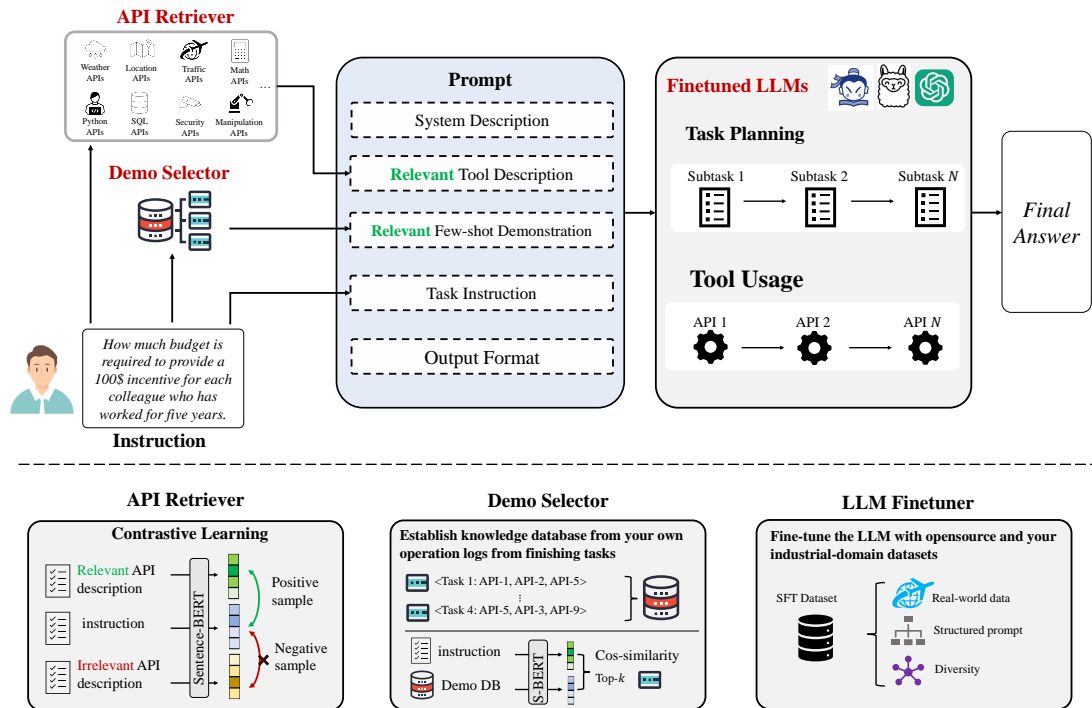 API Retriever
Weather APIs
Location APIs
Traffic APIs
Math APIs
...
Python APIs
SQL APIs
Security APIs
Manipulation APIs
Demo Selector
How much budget is
required to provide a
100$ incentive for each
colleague who has
worked for five years.
Instruction
Prompt
System Description
Relevant Tool Description
Relevant Few-shot Demonstration
Task Instruction
Output Format
Finetuned LLMs
Task Planning
Subtask 1
Subtask 2
Subtask N
Tool Usage
API 1
API 2
API N
Final
Answer
API Retriever
Contrastive Learning
Relevant API
description
instruction
Irrelevant API
description
Sentence-BERT
Positive
sample
Negative
sample
Demo Selector
Establish knowledge database from your own
operation logs from finishing tasks
<Task 1: API-1, API-2, API-5>
⋮
<Task 4: API-5, API-3, API-9>
instruction
Demo DB
S-BERT
Cos-similarity
Top-k
LLM Finetuner
Fine-tune the LLM with opensource and your
industrial-domain datasets
SFT Dataset
Real-world data
Structured prompt
Diversity